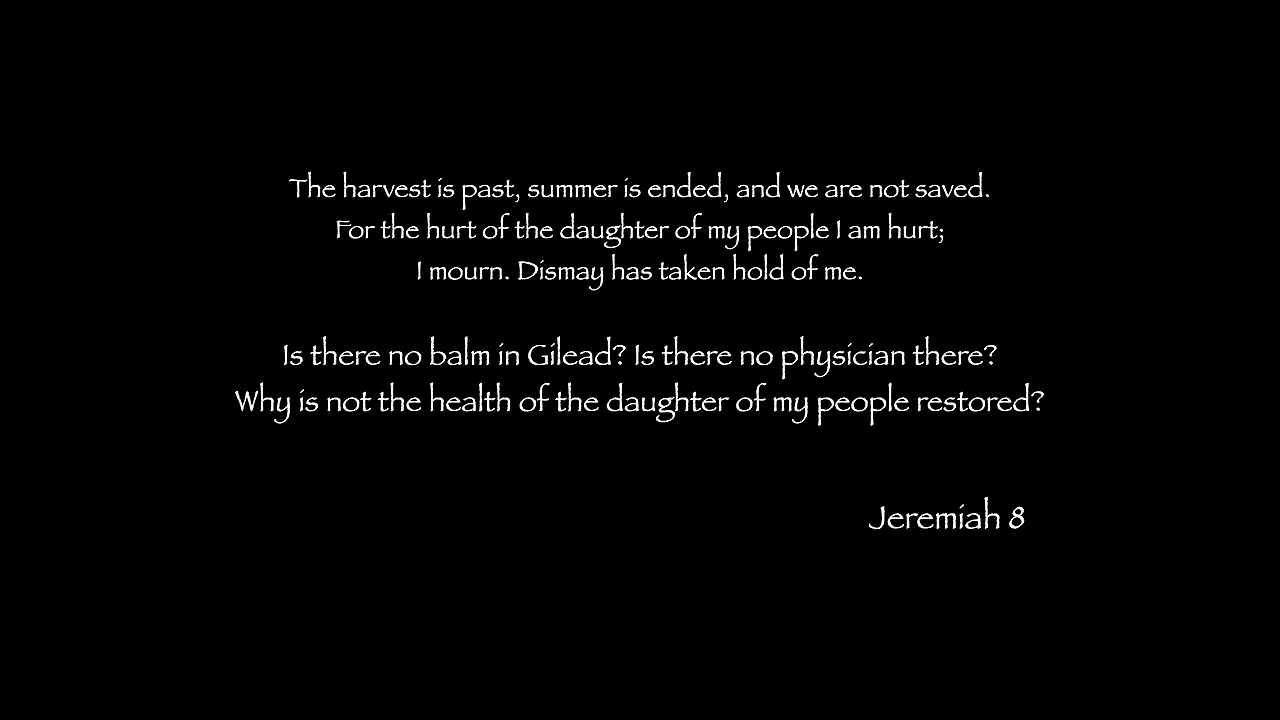 The harvest is past, summer is ended, and we are not saved.
For the hurt of the daughter of my people I am hurt;
I mourn. Dismay has taken hold of me.
Is there no balm in Gilead? Is there no physician there?
Why is not the health of the daughter of my people restored?
Jeremiah 8